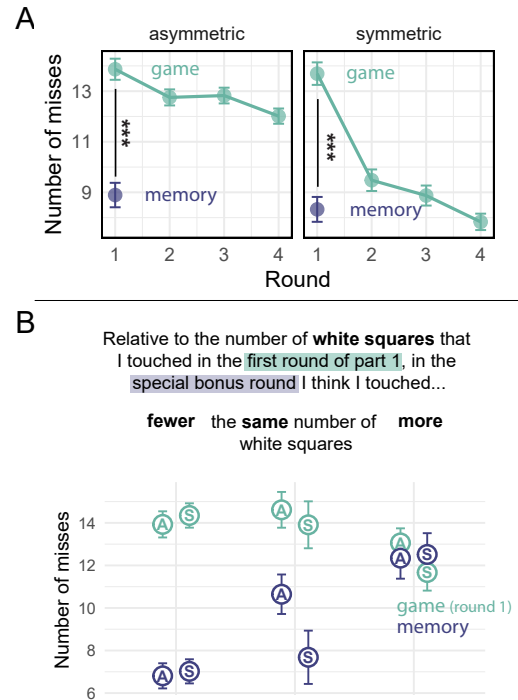 A
asymmetric symmetric
Number of misses
13
11
9
game
***
memory
game
***
memory
1 2 3 4 1 2 3 4
Round
B
Relative to the number of white squares that
I touched in the first round of part 1, in the
special bonus round I think I touched...
fewer the same number of more
white squares
Number of misses
14
12
10
8
6
A S A S A S
A S A S A S
game (round 1)
memory